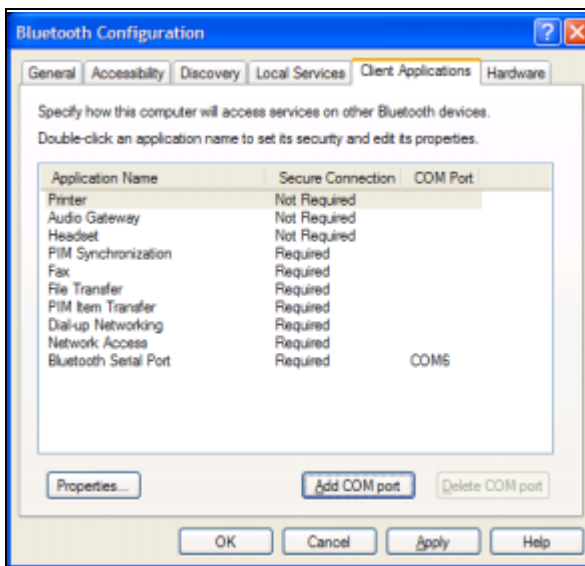 Bluetooth Configuration
General Accessibility Discovery Local Services Client Applications Hardware
Specify how this computer will access services on other Bluetooth devices.
Double-click an application name to set its security and edit its properties.
Application Name Secure Connection COM Port
Printer Not Required
Audio Gateway Not Required
Headset Not Required
PIM Synchronization Required
Fax Required
File Transfer Required
PIM Item Transfer Required
Dial-up Networking Required
Network Access Required
Bluetooth Serial Port Required COM6
Properties... Add COM port Delete COM port
OK Cancel Apply Help